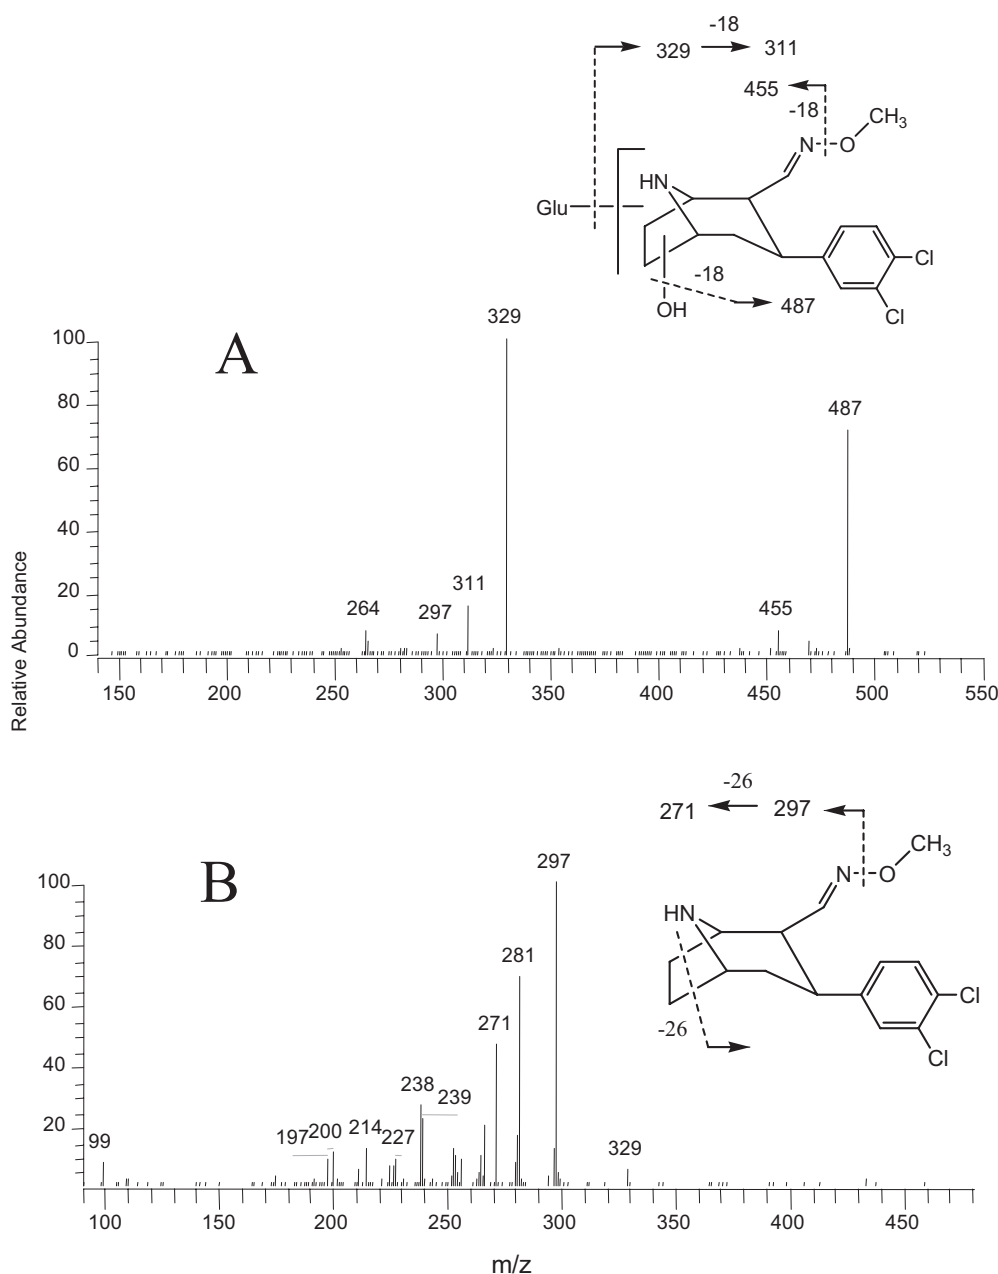 -18
329 311
455
-18
CH3
N O
HN
Glu
Cl
-18
487
OH
Cl
329
A
100
80
60
40
20
0
487
311
264
297
455
150 200 250 300 350 400 450 500 550
Relative Abundance
-26
271 297
CH3
N O
HN
Cl
-26
Cl
B
100
80
60
40
20
297
281
271
238
239
197 200 214 227
99
329
100 150 200 250 300 350 400 450
m/z